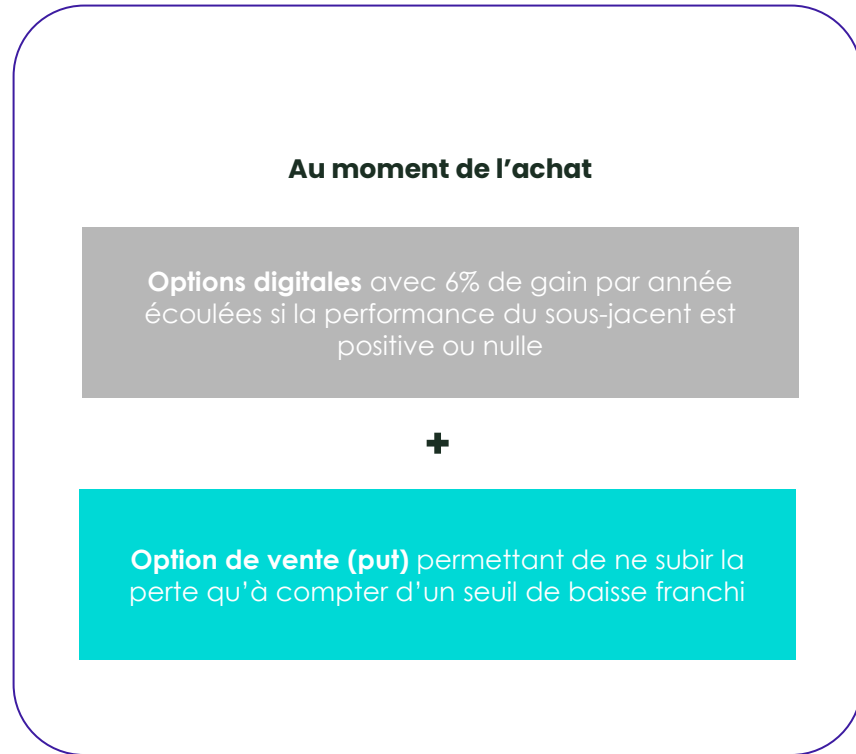 Au moment de l’achat
Options digitales avec 6% de gain par année
écoulées si la performance du sous-jacent est
positive ou nulle
+
Option de vente (put) permettant de ne subir la
perte qu’à compter d’un seuil de baisse franchi